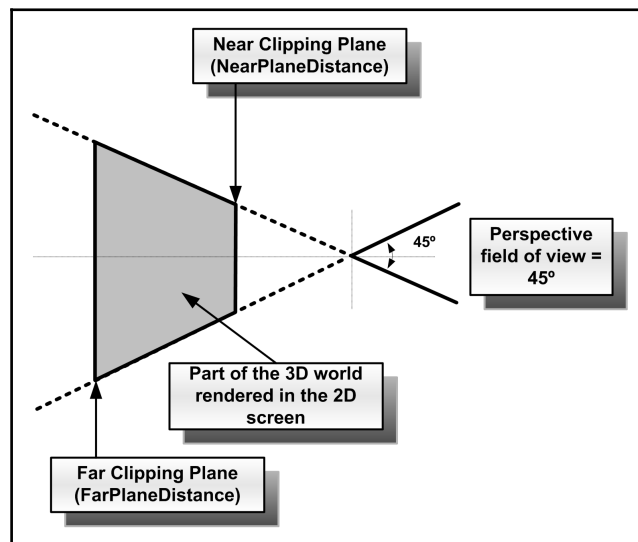 Near Clipping Plane
(NearPlaneDistance)
45º
Perspective
field of view =
45º
Part of the 3D world
rendered in the 2D
screen
Far Clipping Plane
(FarPlaneDistance)